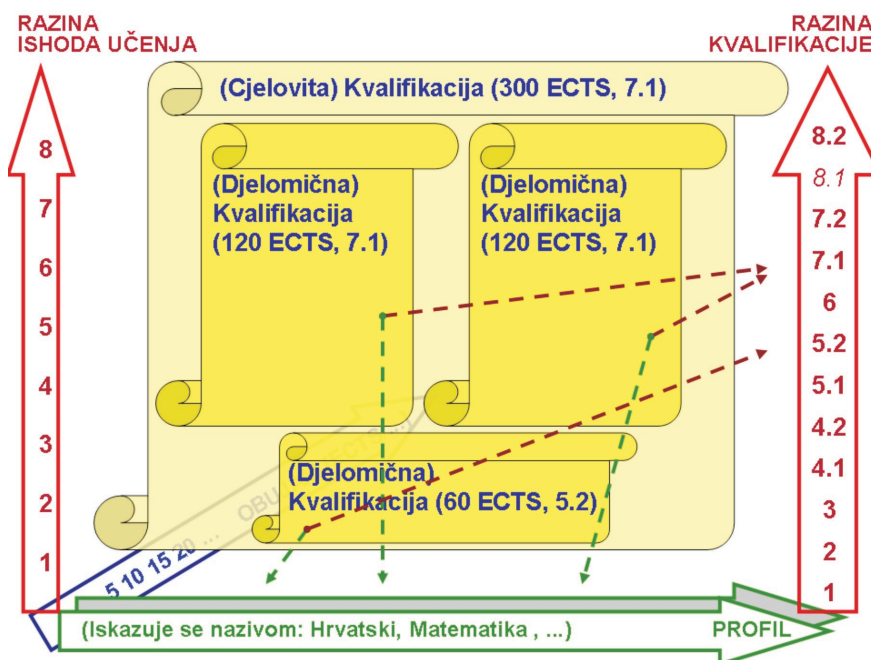 RAZINA
ISHODA UČENJA
RAZINA
KVALIFIKACIJE
(Cjelovita) Kvalifikacija (300 ECTS, 7.1)
(Djelomična)
Kvalifikacija
(120 ECTS, 7.1)
(Djelomična)
Kvalifikacija
(120 ECTS, 7.1)
(Djelomična)
Kvalifikacija (60 ECTS, 5.2)
8
7
6
5
4
3
2
1
8.2
8.1
7.2
7.1
6
5.2
5.1
4.2
4.1
3
2
1
5 10 15 20 ... OBU ECTS ...)
(Iskazuje se nazivom: Hrvatski, Matematika , ...) PROFIL